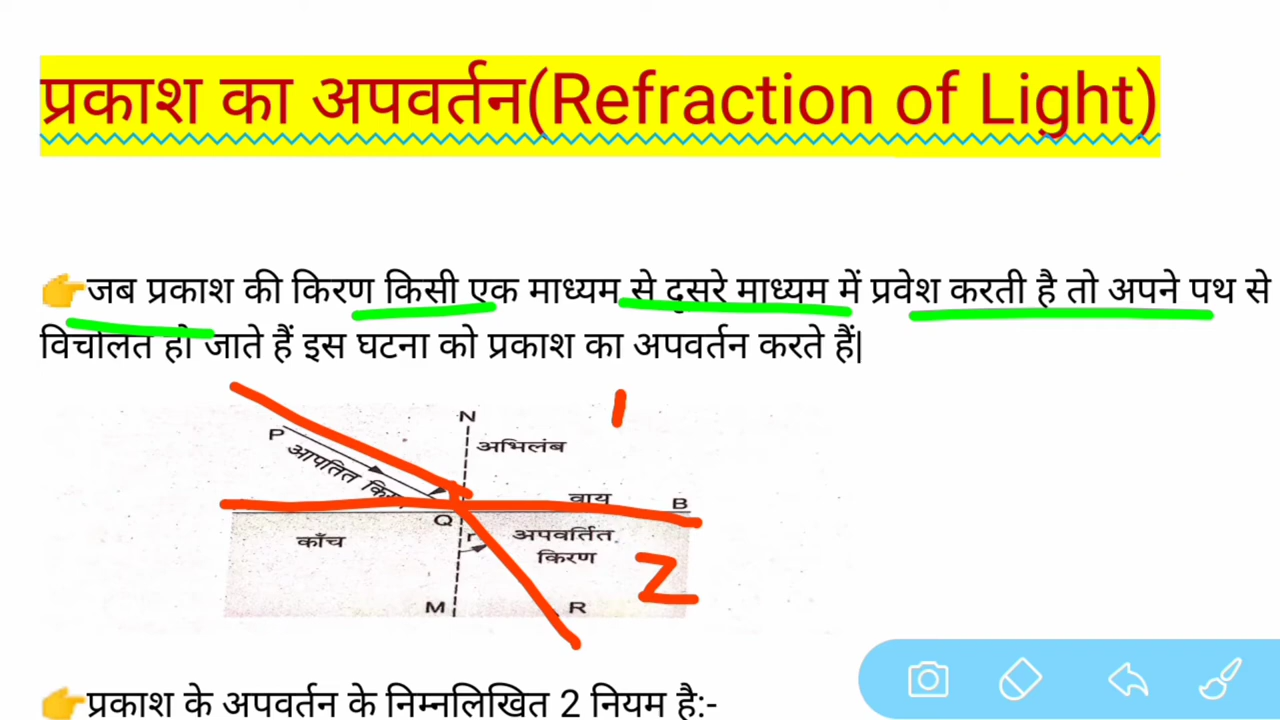 प्रकाश का अपवर्तन(Refraction of Light)
👉जब प्रकाश की किरण किसी एक माध्यम से दुसरे माध्यम में प्रवेश करती है तो अपने पथ से
विचलित हो जाते हैं इस घटना को प्रकाश का अपवर्तन करते हैं|
1
N
P
अभिलंब
आपतित
वायु
B
Q
काँच
r
अपवर्तित
किरण
2
M
R
👉प्रकाश के अपवर्तन के निम्नलिखित 2 नियम है:-